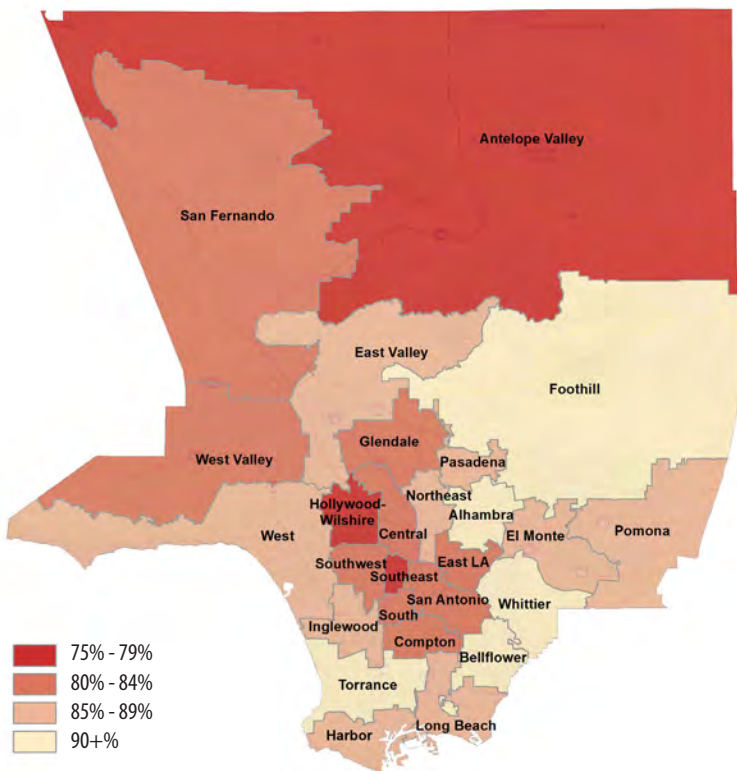 Antelope Valley
San Fernando
East Valley
Foothill
Glendale
West Valley
Pasadena
Northeast
Hollywood-
Wilshire
Alhambra
Pomona
West
Central
El Monte
Southwest
East LA
Southeast
San Antonio
Whittier
South
Inglewood
Compton
Bellflower
Torrance
Long Beach
Harbor
75% - 79%
80% - 84%
85% - 89%
90+%